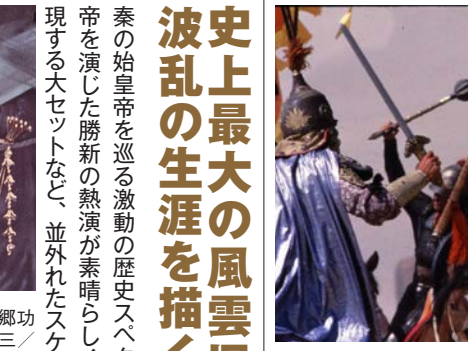 史上最大の風雲
波乱の生涯を描く
秦の始皇帝を巡る激動の歴史スペ
帝を演じた勝新の熱演が素晴らし
現する大セットなど、並外れたスケ
郷功
三／